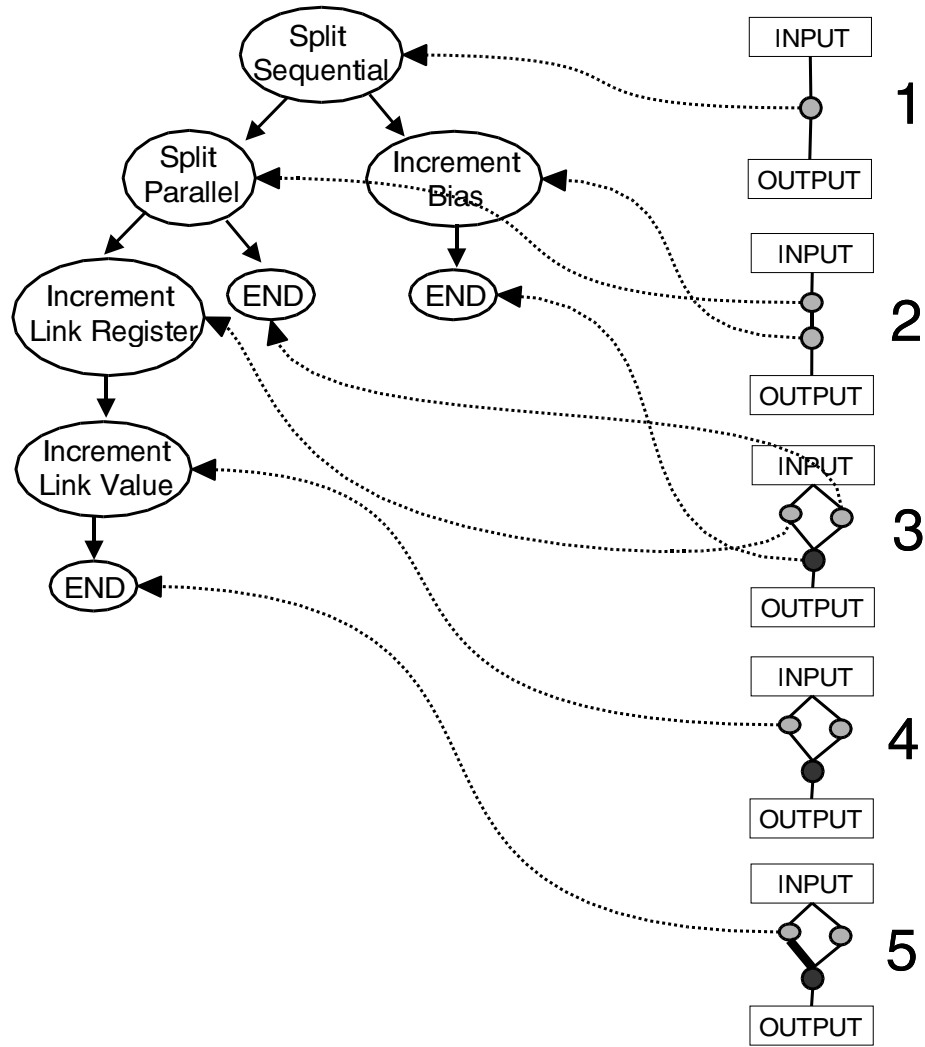 Split
Sequential
Split
Parallel
Increment
Bias
Increment
Link Register
END
END
Increment
Link Value
END
INPUT
1
OUTPUT
INPUT
2
OUTPUT
INPUT
3
OUTPUT
INPUT
4
OUTPUT
INPUT
5
OUTPUT